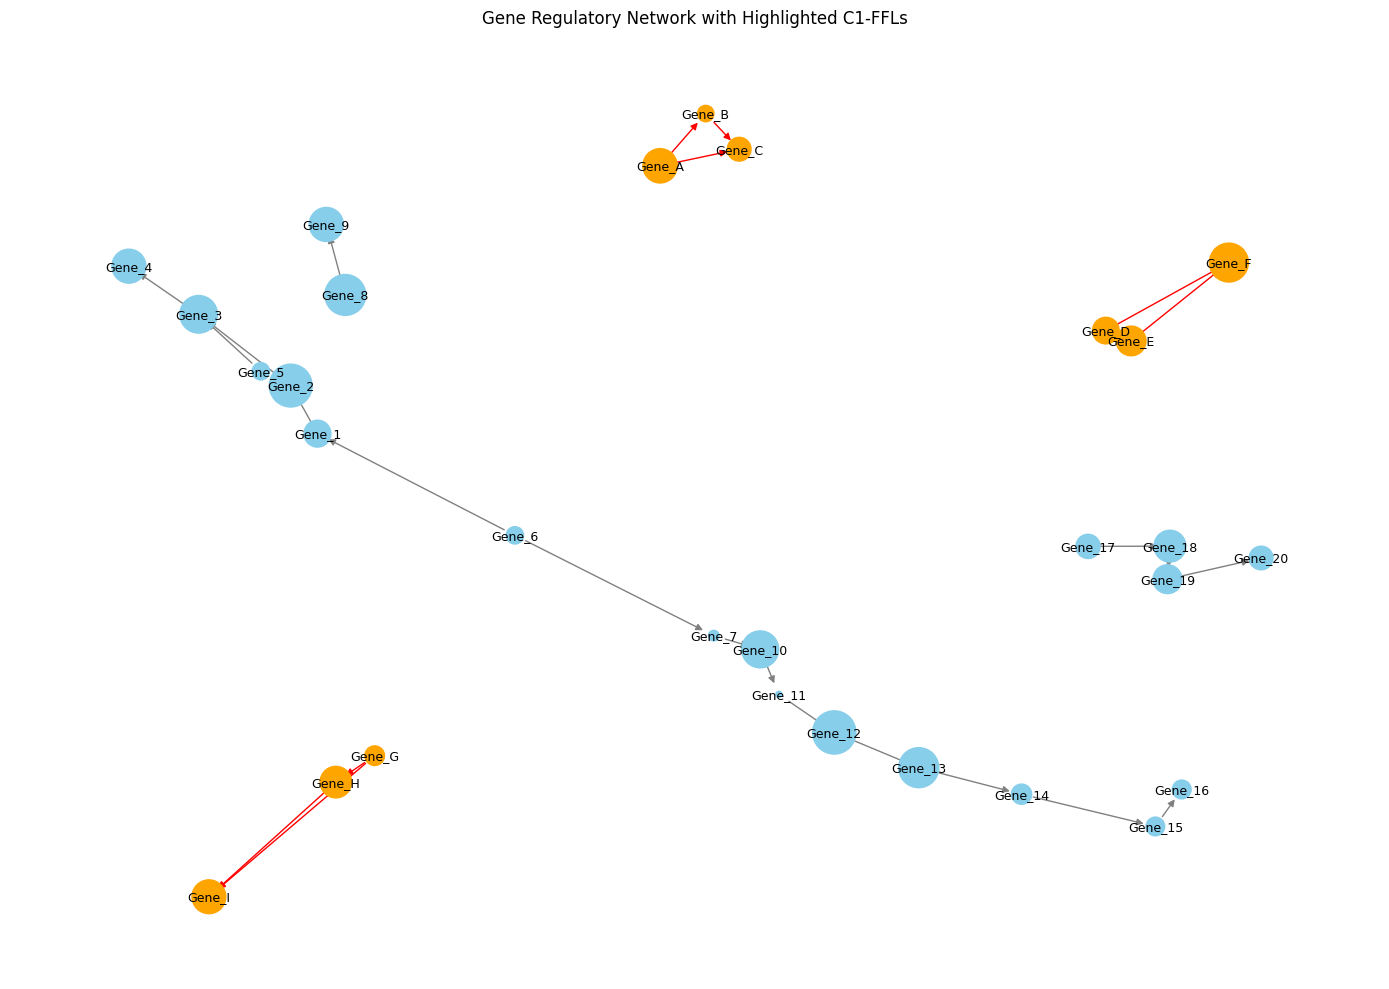 Gene Regulatory Network with Highlighted C1-FFLs
Gene_B
Gene_C
Gene_A
Gene_9
Gene_4
Gene_F
Gene_8
Gene_3
Gene_D
Gene_E
Gene_5
Gene_2
Gene_1
Gene_6
Gene_17
Gene_18
Gene_20
Gene_19
Gene_7
Gene_10
Gene_11
Gene_12
Gene_G
Gene_13
Gene_H
Gene_16
Gene_14
Gene_15
Gene_I